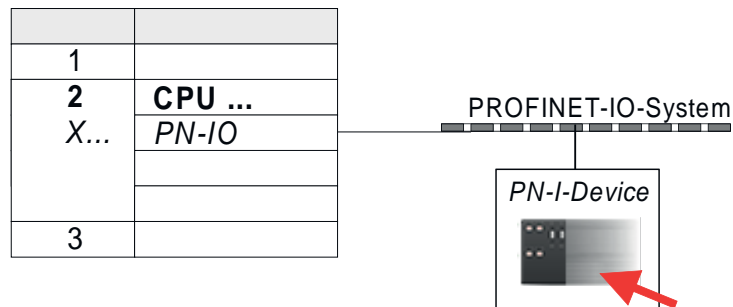 1
2 CPU ...
X... PN-IO
3
PROFINET-IO-System
PN-I-Device